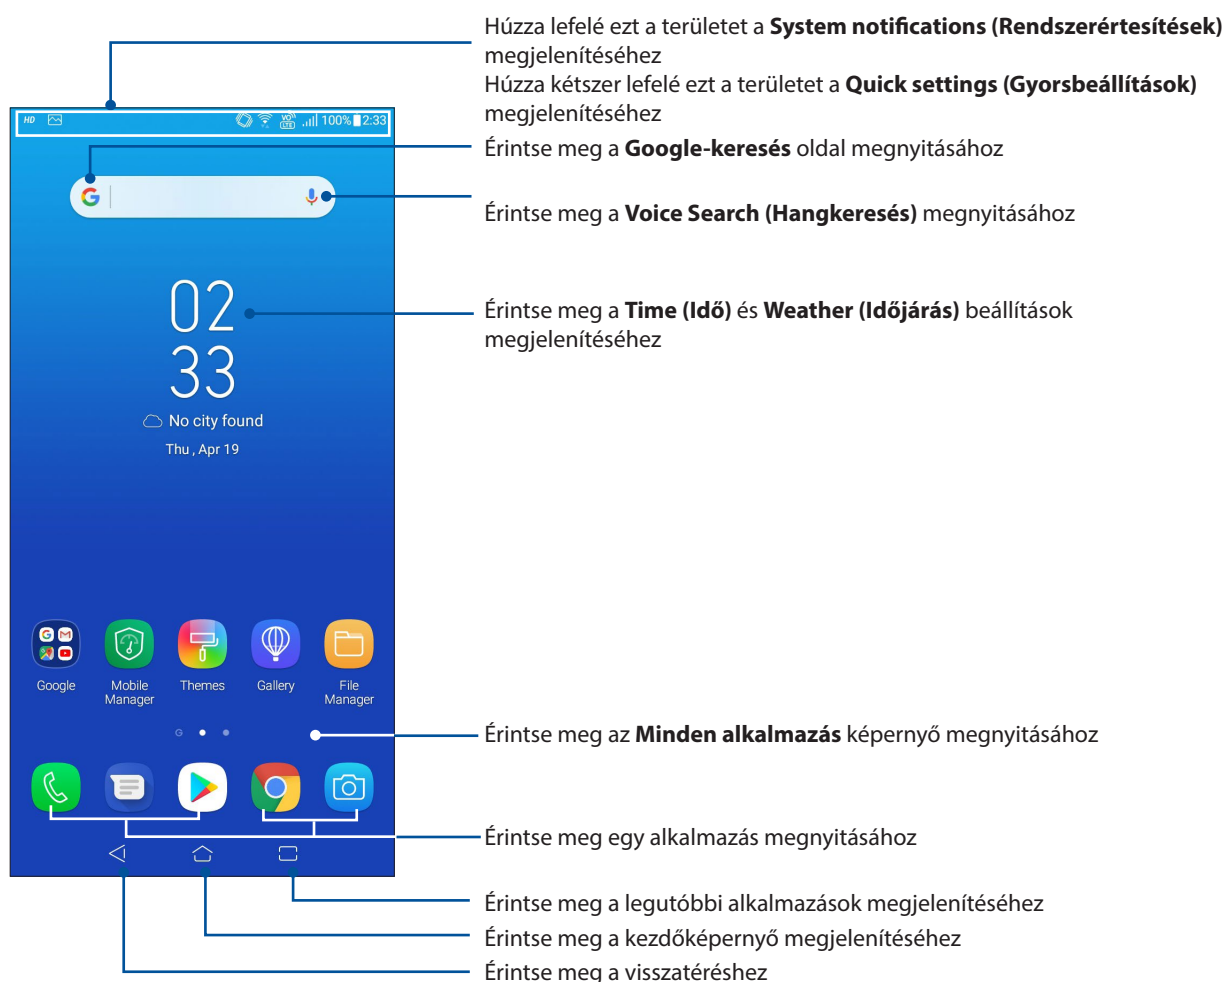 Húzza lefelé ezt a területet a System notifications (Rendszerértesítések)
megjelenítéséhez
Húzza kétszer lefelé ezt a területet a Quick settings (Gyorsbeállítások)
megjelenítéséhez
HD VO LTE 100% 2:33
Érintse meg a Google-keresés oldal megnyitásához
G
Érintse meg a Voice Search (Hangkeresés) megnyitásához
02
33
Érintse meg a Time (Idő) és Weather (Időjárás) beállítások
megjelenítéséhez
No city found
Thu , Apr 19
Google
Mobile
Manager
Themes
Gallery
File
Manager
G
Érintse meg az Minden alkalmazás képernyő megnyitásához
Érintse meg egy alkalmazás megnyitásához
Érintse meg a legutóbbi alkalmazások megjelenítéséhez
Érintse meg a kezdőképernyő megjelenítéséhez
Érintse meg a visszatéréshez